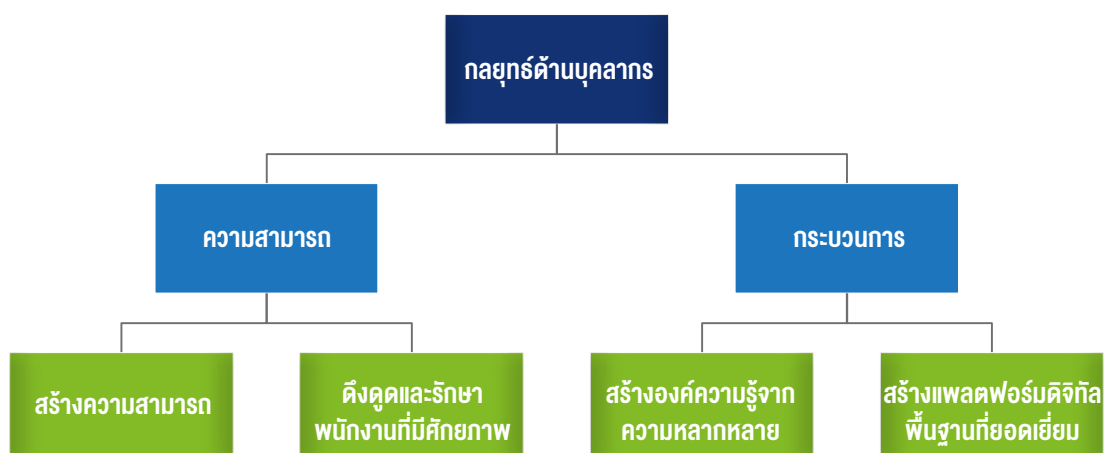 กลยุทธ์ด้านบุคลากร
ความสามารถ
กระบวนการ
สร้างความสามารถ
ดึงดูดและรักษา
พนักงานที่มีศักยภาพ
สร้างองค์ความรู้จาก
ความหลากหลาย
สร้างแพลตฟอร์มดิจิทัล
พื้นฐานที่ยอดเยี่ยม